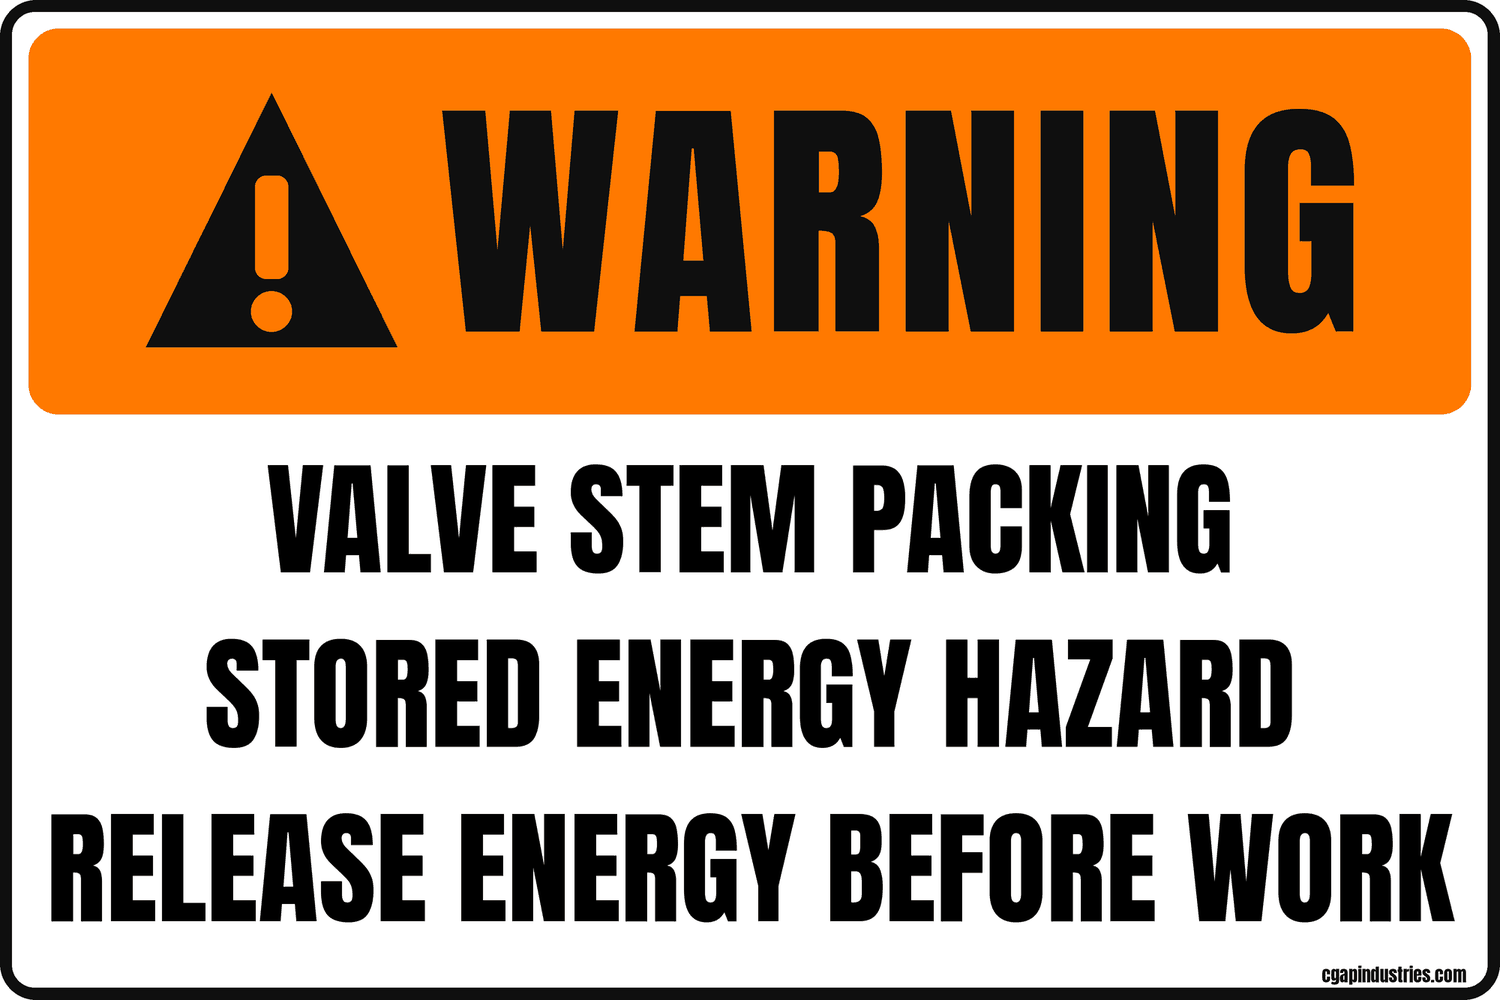 WARNING
VALVE STEM PACKING
STORED ENERGY HAZARD
RELEASE ENERGY BEFORE WORK
cgapindustries.com